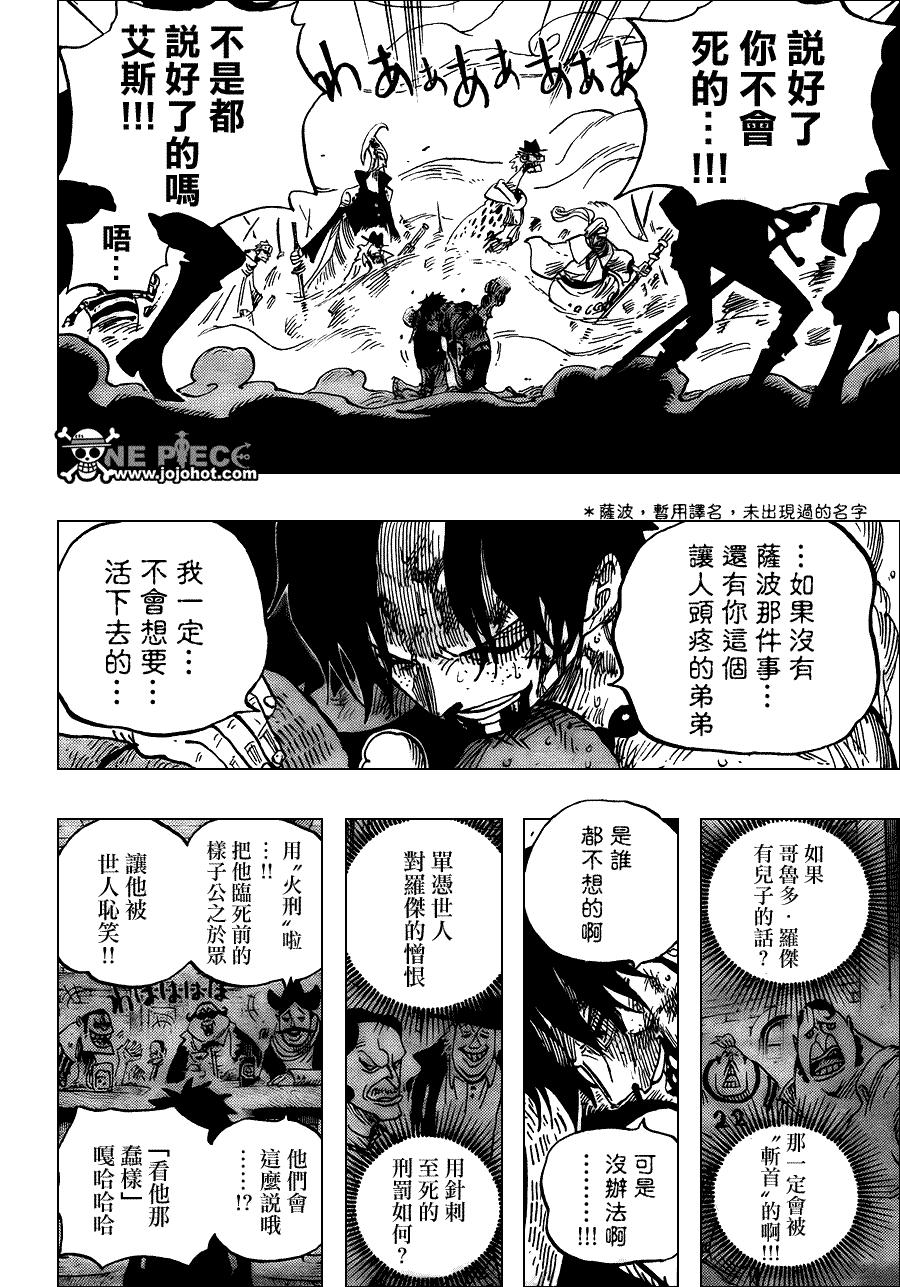 說好了
你不會
死的…!!!
わあぁぁあぁぁあ
不是都
說好了的嗎
艾斯!!!
唔…
ONE PIECE
www.jojohot.com
＊薩波，暫用譯名，未出現過的名字
…如果沒有
薩波那件事…
還有你這個
讓人頭疼的弟弟
我一定…
不會想要…
活下去的…
如果
哥魯多．羅傑
有兒子的話？
22
那一定會被
〝斬首〞的啊!!!
是誰
都不想的啊
可是
沒辦法啊
………!!!
單憑世人
對羅傑的憎恨
用針刺
至死的
刑罰如何？
用〝火刑〞啦
…!!
把他臨死前的
樣子公之於眾
讓他被
世人恥笑!!
わはははは
他們會
這麼說哦
……!?
「看他那
蠢樣」
嘎哈哈哈